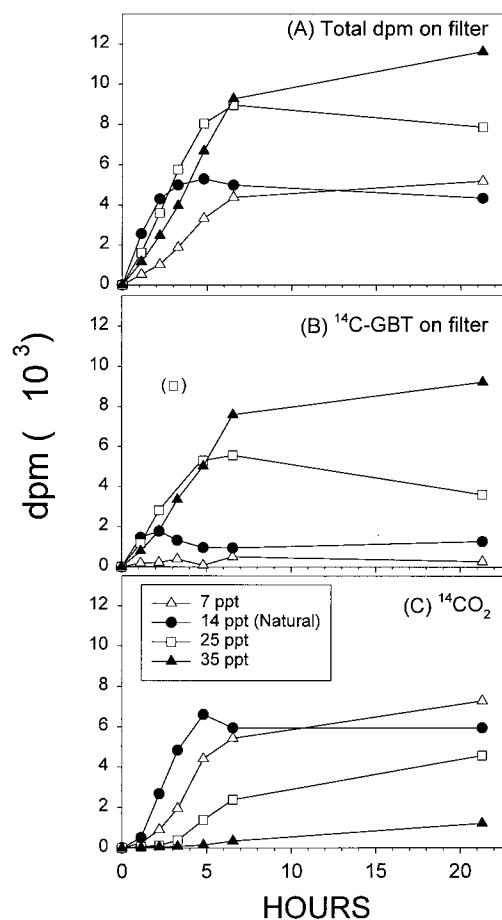 (A) Total dpm on filter
12
10
8
6
4
2
0
(B) ¹⁴C-GBT on filter
12
10
8
6
4
2
0
( )
(C) ¹⁴CO₂
12
10
8
6
4
2
0
7 ppt
14 ppt (Natural)
25 ppt
35 ppt
0 5 10 15 20
HOURS
dpm ( 10³)